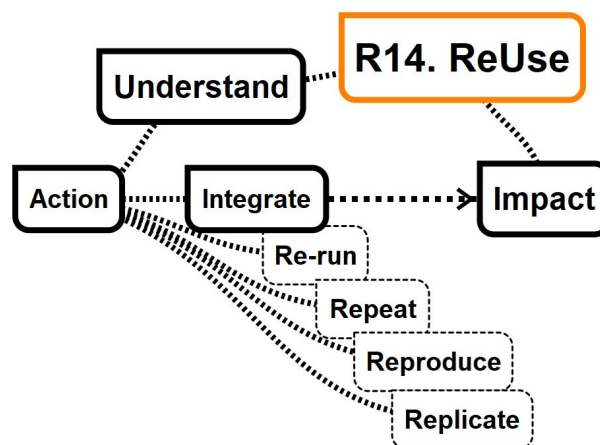 R14. ReUse
Understand
Action
Integrate
Impact
Re-run
Repeat
Reproduce
Replicate